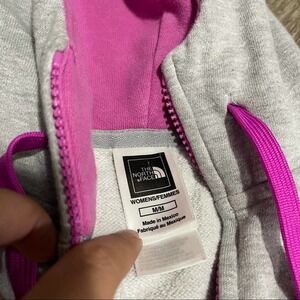 THE
NORTH
FACE
WOMENS/FEMMES
M/M
Made in Mexico
Fabriqué au Mexique